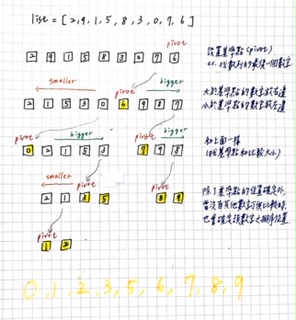 list = [2,9,1,5,8,3,0,7,6]
pivot
2 9 1 5 8 3 0 7 6
設置基準點 (pivot)
ex. 找數列的最後一個數字
smaller pivot bigger
2 1 5 3 0 6 9 8 7
大於基準點的數字放右邊
小於基準點的數字放左邊
pivot bigger pivot bigger
0 2 1 5 3 7 9 8
和上面一樣
(找基準點和比較大小)
smaller pivot pivot
2 1 3 5 8 9
除了基準點的位置確定外,
當沒有其他數字可供比較時,
也會確定該數字之排序位置
pivot
1 2
0,1,2,3,5,6,7,8,9